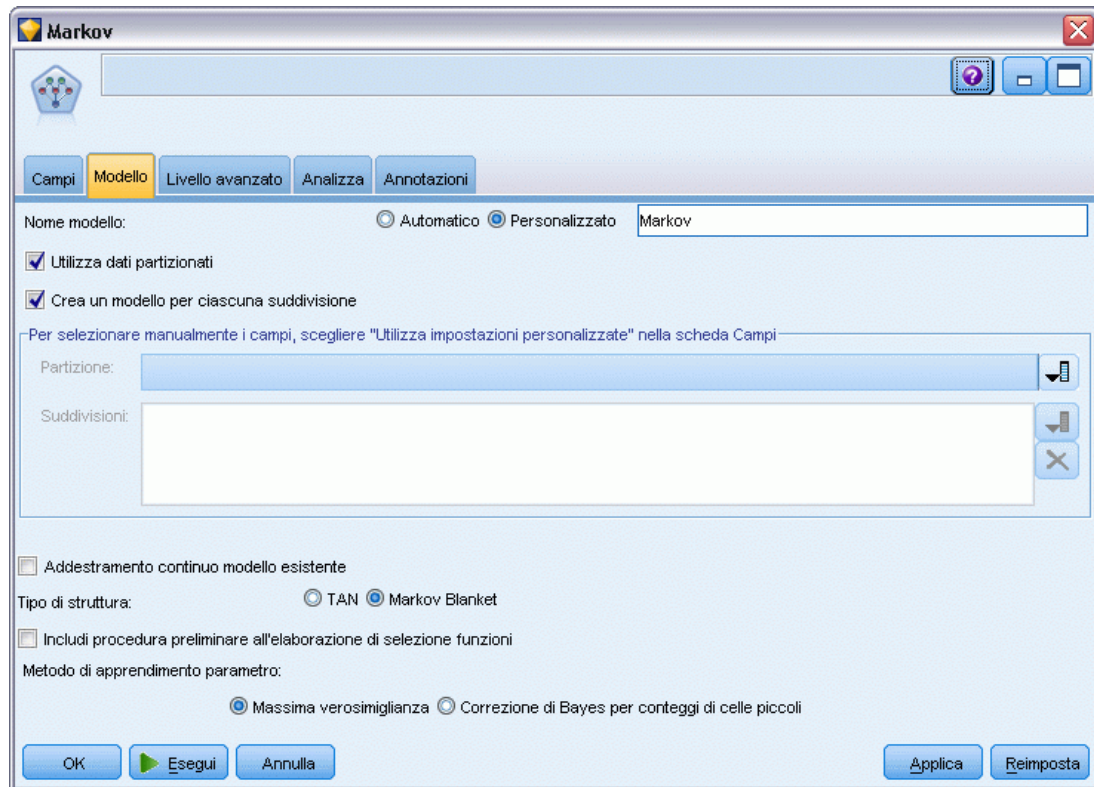 Markov
Campi Modello Livello avanzato Analizza Annotazioni
Nome modello: Automatico Personalizzato Markov
Utilizza dati partizionati
Crea un modello per ciascuna suddivisione
Per selezionare manualmente i campi, scegliere "Utilizza impostazioni personalizzate" nella scheda Campi
Partizione:
Suddivisioni:
Addestramento continuo modello esistente
Tipo di struttura: TAN Markov Blanket
Includi procedura preliminare all'elaborazione di selezione funzioni
Metodo di apprendimento parametro:
Massima verosimiglianza Correzione di Bayes per conteggi di celle piccoli
OK Esegui Annulla Applica Reimposta